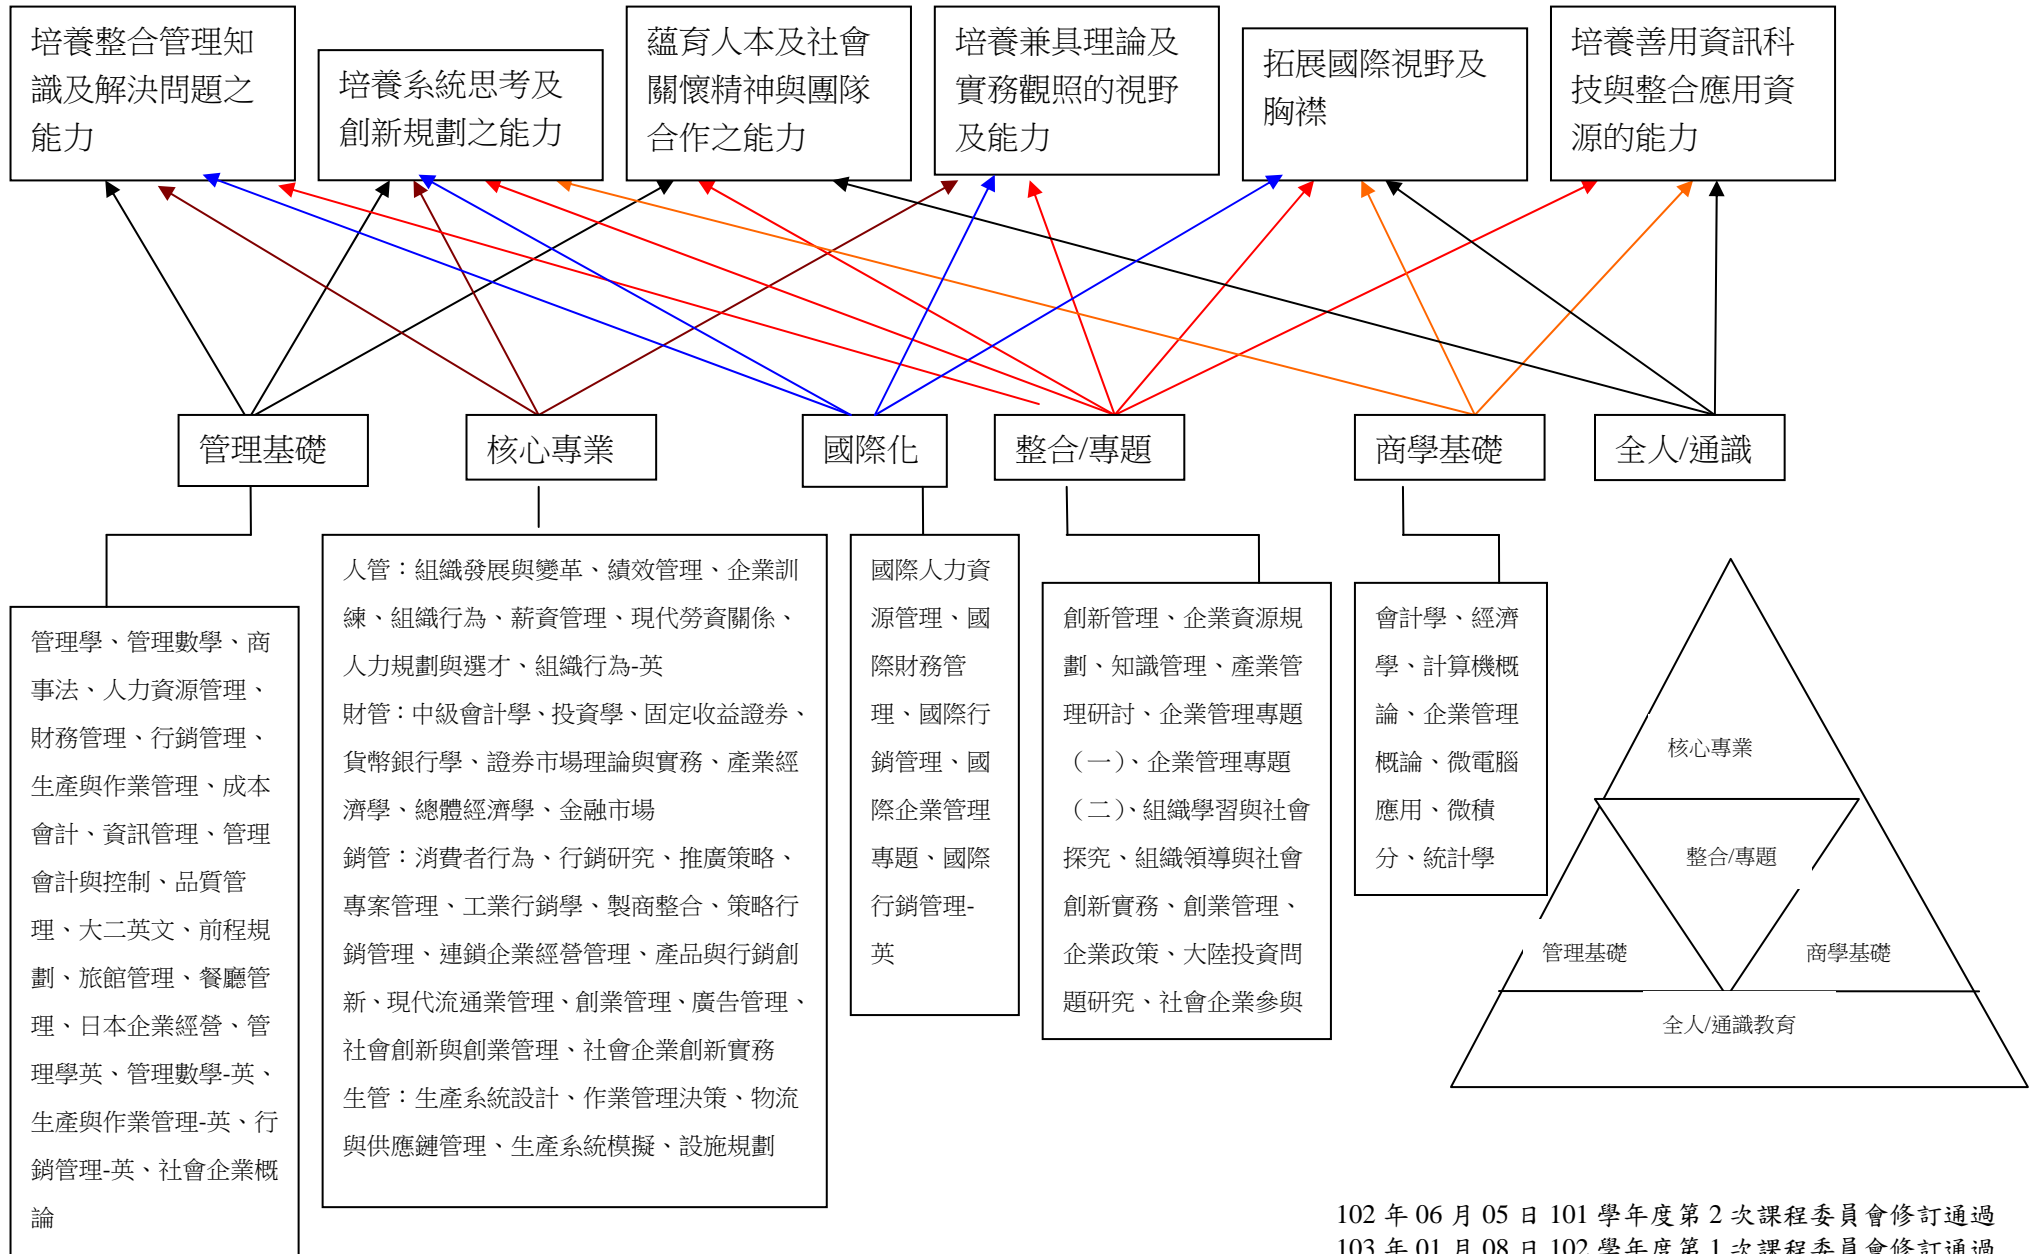 培養整合管理知
識及解決問題之
能力
培養系統思考及
創新規劃之能力
蘊育人本及社會
關懷精神與團隊
合作之能力
培養兼具理論及
實務觀照的視野
及能力
拓展國際視野及
胸襟
培養善用資訊科
技與整合應用資
源的能力
管理基礎
核心專業
國際化
整合/專題
商學基礎
全人/通識
管理學、管理數學、商
事法、人力資源管理、
財務管理、行銷管理、
生產與作業管理、成本
會計、資訊管理、管理
會計與控制、品質管
理、大二英文、前程規
劃、旅館管理、餐廳管
理、日本企業經營、管
理學英、管理數學-英、
生產與作業管理-英、行
銷管理-英、社會企業概
論
人管：組織發展與變革、績效管理、企業訓
練、組織行為、薪資管理、現代勞資關係、
人力規劃與選才、組織行為-英
財管：中級會計學、投資學、固定收益證券、
貨幣銀行學、證券市場理論與實務、產業經
濟學、總體經濟學、金融市場
銷管：消費者行為、行銷研究、推廣策略、
專案管理、工業行銷學、製商整合、策略行
銷管理、連鎖企業經營管理、產品與行銷創
新、現代流通業管理、創業管理、廣告管理、
社會創新與創業管理、社會企業創新實務
生管：生產系統設計、作業管理決策、物流
與供應鏈管理、生產系統模擬、設施規劃
國際人力資
源管理、國
際財務管
理、國際行
銷管理、國
際企業管理
專題、國際
行銷管理-
英
創新管理、企業資源規
劃、知識管理、產業管
理研討、企業管理專題
（一）、企業管理專題
（二）、組織學習與社會
探究、組織領導與社會
創新實務、創業管理、
企業政策、大陸投資問
題研究、社會企業參與
會計學、經濟
學、計算機概
論、企業管理
概論、微電腦
應用、微積
分、統計學
核心專業
整合/專題
管理基礎
商學基礎
全人/通識教育
102 年 06 月 05 日 101 學年度第 2 次課程委員會修訂通過
103 年 01 月 08 日 102 學年度第 1 次課程委員會修訂通過